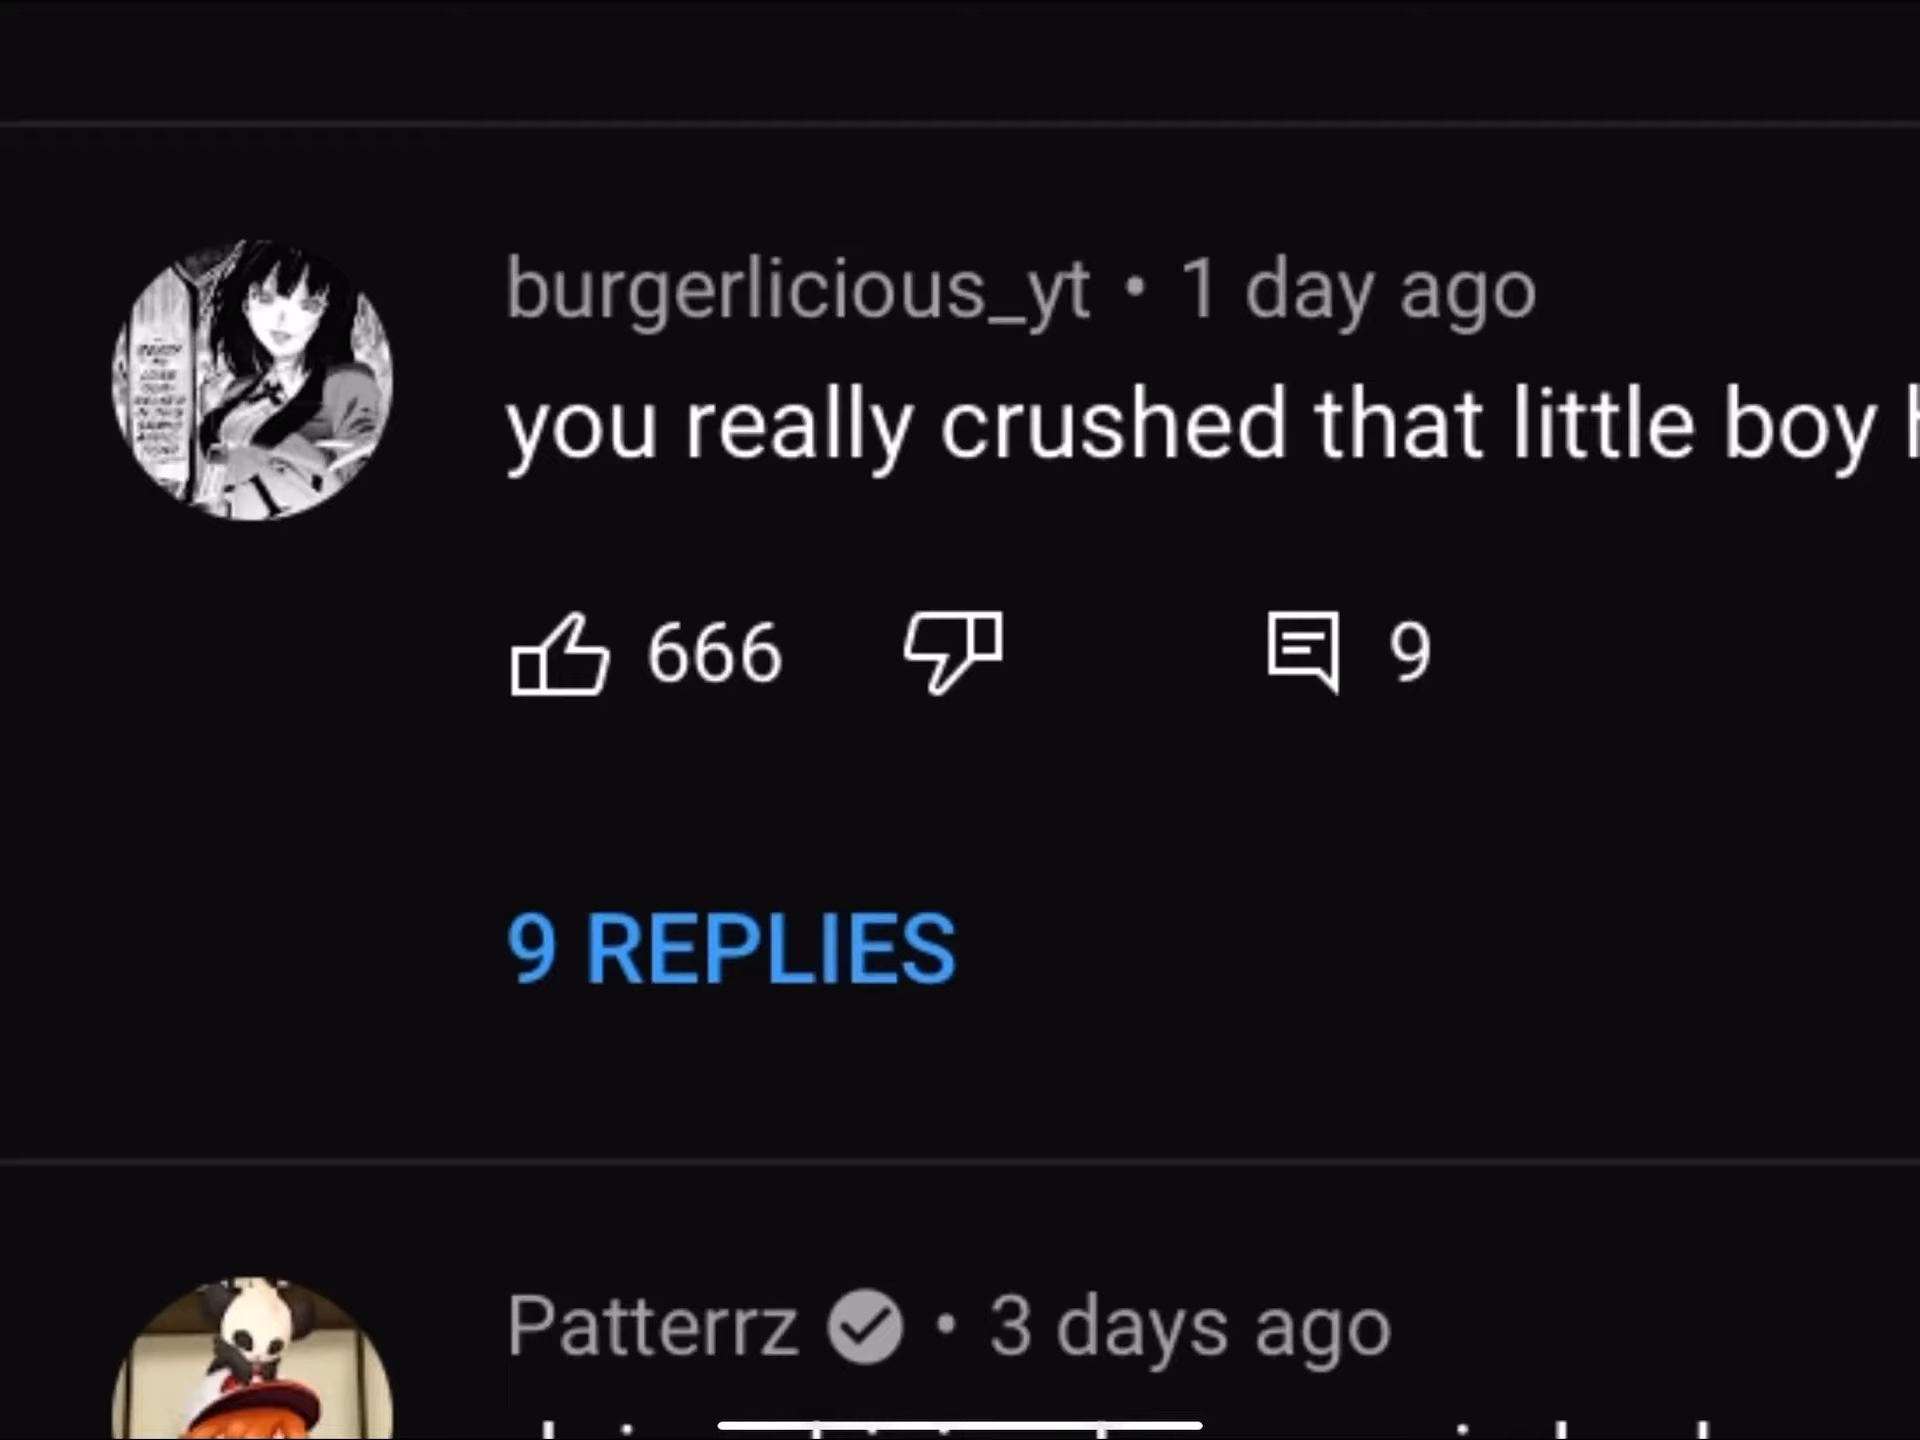 burgerlicious_yt • 1 day ago
you really crushed that little boy
666 9
9 REPLIES
Patterrz • 3 days ago